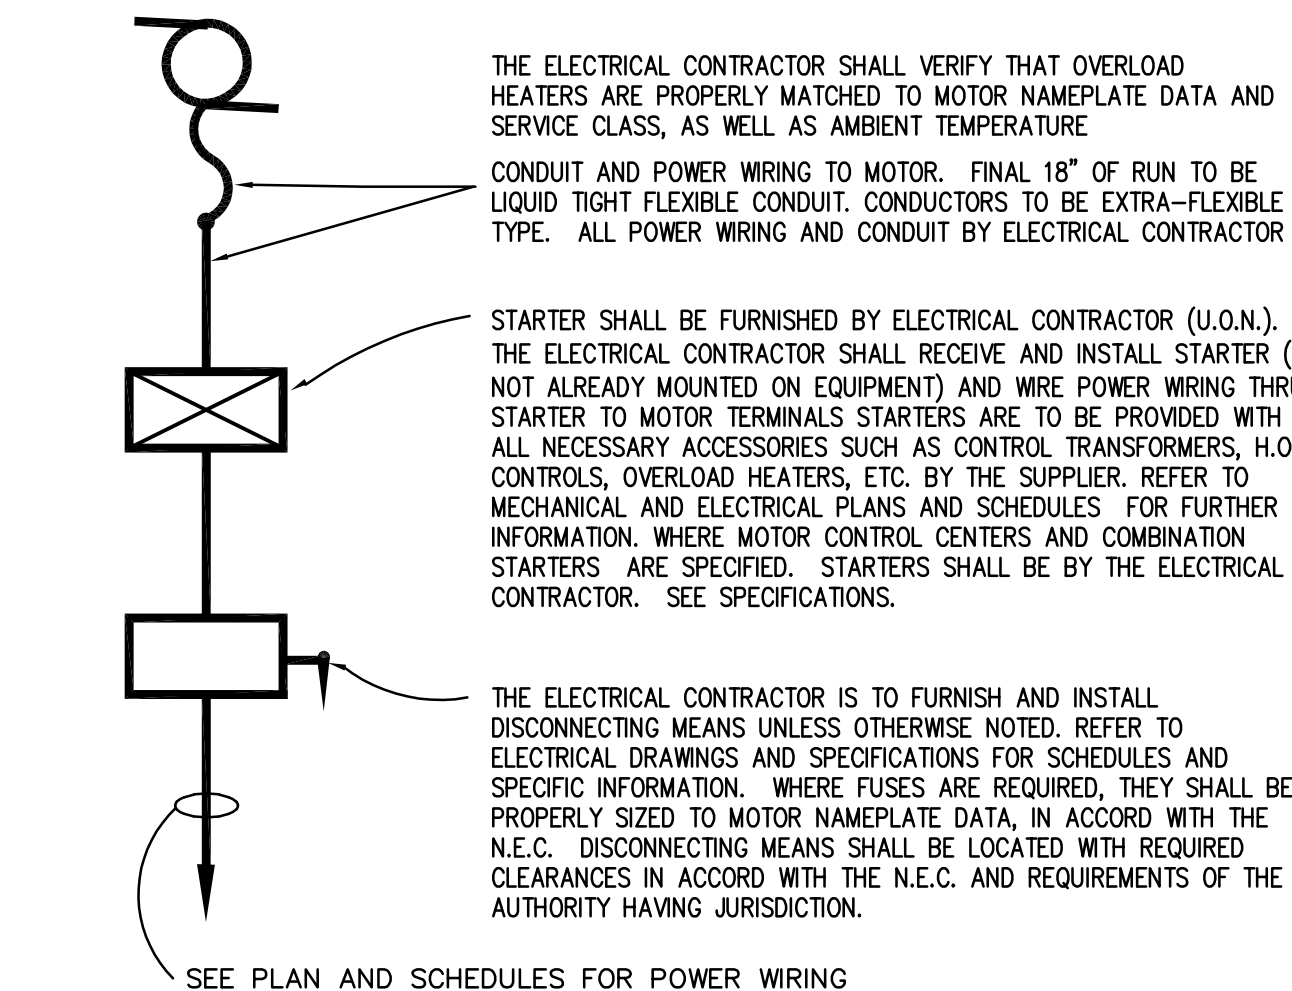 THE ELECTRICAL CONTRACTOR SHALL VERIFY THAT OVERLOAD
HEATERS ARE PROPERLY MATCHED TO MOTOR NAMEPLATE DATA AND
SERVICE CLASS, AS WELL AS AMBIENT TEMPERATURE
CONDUIT AND POWER WIRING TO MOTOR. FINAL 18" OF RUN TO BE
LIQUID TIGHT FLEXIBLE CONDUIT. CONDUCTORS TO BE EXTRA-FLEXIBLE
TYPE. ALL POWER WIRING AND CONDUIT BY ELECTRICAL CONTRACTOR
STARTER SHALL BE FURNISHED BY ELECTRICAL CONTRACTOR (U.O.N.).
THE ELECTRICAL CONTRACTOR SHALL RECEIVE AND INSTALL STARTER (
NOT ALREADY MOUNTED ON EQUIPMENT) AND WIRE POWER WIRING THRU
STARTER TO MOTOR TERMINALS STARTERS ARE TO BE PROVIDED WITH
ALL NECESSARY ACCESSORIES SUCH AS CONTROL TRANSFORMERS, H.O
CONTROLS, OVERLOAD HEATERS, ETC. BY THE SUPPLIER. REFER TO
MECHANICAL AND ELECTRICAL PLANS AND SCHEDULES FOR FURTHER
INFORMATION. WHERE MOTOR CONTROL CENTERS AND COMBINATION
STARTERS ARE SPECIFIED. STARTERS SHALL BE BY THE ELECTRICAL
CONTRACTOR. SEE SPECIFICATIONS.
THE ELECTRICAL CONTRACTOR IS TO FURNISH AND INSTALL
DISCONNECTING MEANS UNLESS OTHERWISE NOTED. REFER TO
ELECTRICAL DRAWINGS AND SPECIFICATIONS FOR SCHEDULES AND
SPECIFIC INFORMATION. WHERE FUSES ARE REQUIRED, THEY SHALL BE
PROPERLY SIZED TO MOTOR NAMEPLATE DATA, IN ACCORD WITH THE
N.E.C. DISCONNECTING MEANS SHALL BE LOCATED WITH REQUIRED
CLEARANCES IN ACCORD WITH THE N.E.C. AND REQUIREMENTS OF THE
AUTHORITY HAVING JURISDICTION.
SEE PLAN AND SCHEDULES FOR POWER WIRING